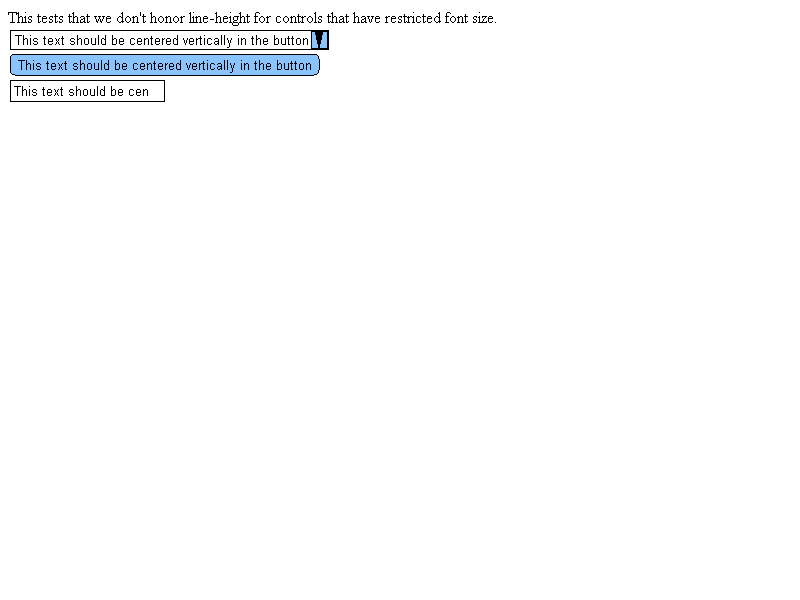 This tests that we don't honor line-height for controls that have restricted font size.
This text should be centered vertically in the button
This text should be centered vertically in the button
This text should be cen